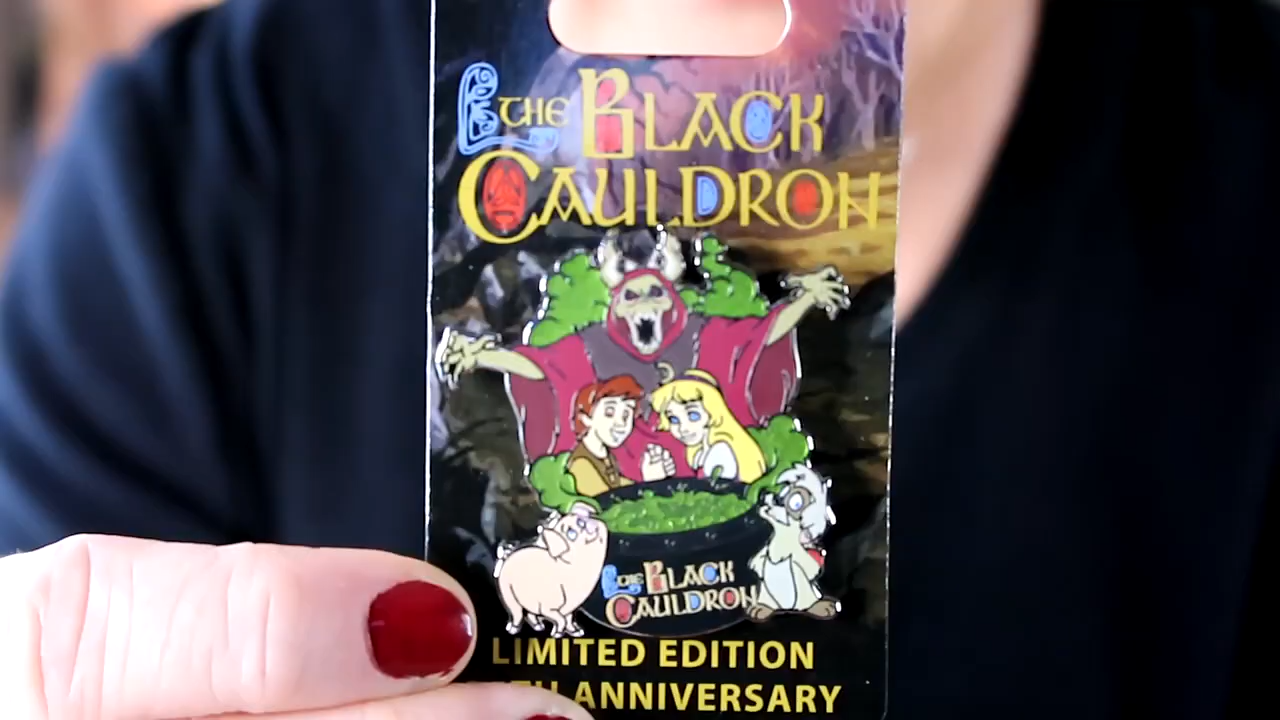 THE BLACK
CAULDRON
THE BLACK
CAULDRON
LIMITED EDITION
ANNIVERSARY